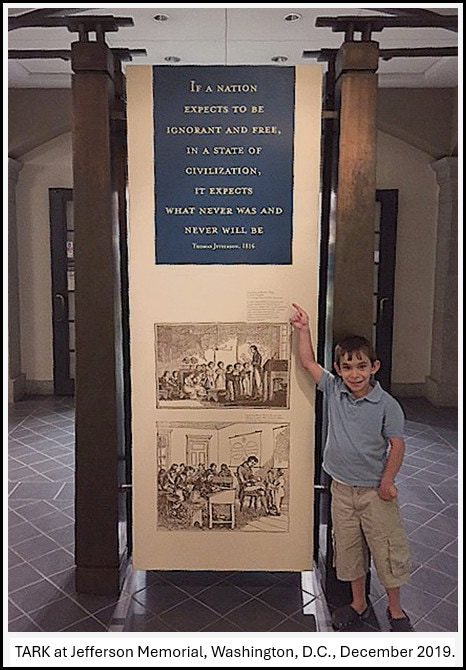 IF A NATION
EXPECTS TO BE
IGNORANT AND FREE,
IN A STATE OF
CIVILIZATION,
IT EXPECTS
WHAT NEVER WAS AND
NEVER WILL BE
THOMAS JEFFERSON, 1816
TARK at Jefferson Memorial, Washington, D.C., December 2019.